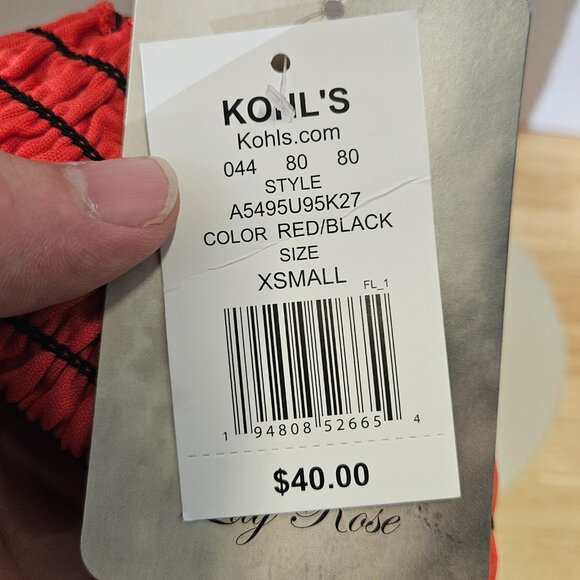 KOHL'S
Kohls.com
044 80 80
STYLE
A5495U95K27
COLOR RED/BLACK
SIZE
XSMALL
FL_1
1 94808 52665 4
$40.00
Rose